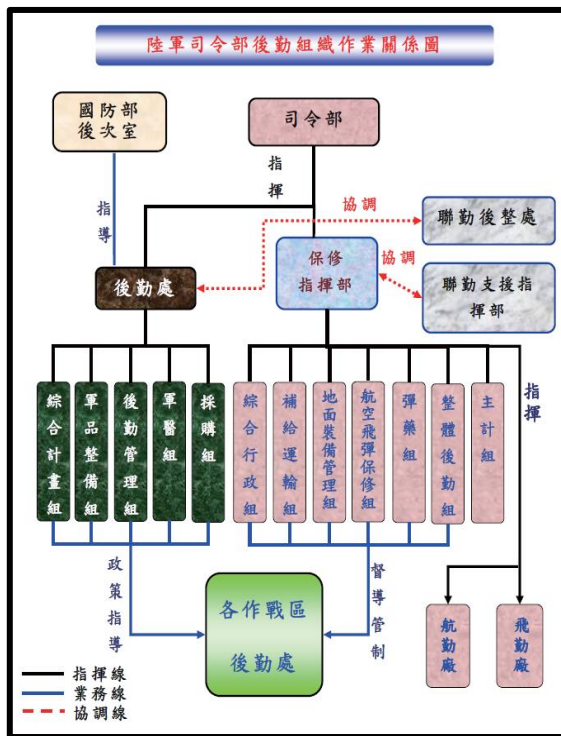 陸軍司令部後勤組織作業關係圖
國防部
後次室
司令部
指揮
指導
協調
聯勤後整處
後勤處
保修
指揮部
協調
聯勤支援指
揮部
綜合計畫組
軍品整備組
後勤管理組
軍醫組
採購組
綜合行政組
補給運輸組
地面裝備管理組
航空飛彈保修組
彈藥組
整體後勤組
主計組
指揮
政策指導
各作戰區
後勤處
督導管制
航勤廠
飛勤廠
指揮線
業務線
協調線